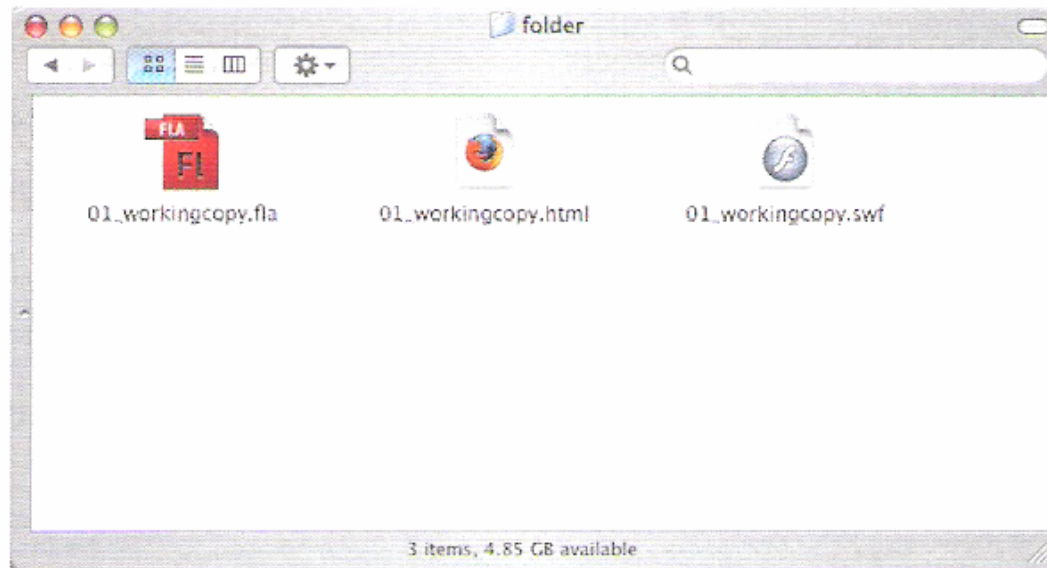 folder
FLA
Fl
01_workingcopy.fla
01_workingcopy.html
01_workingcopy.swf
3 items, 4.85 GB available